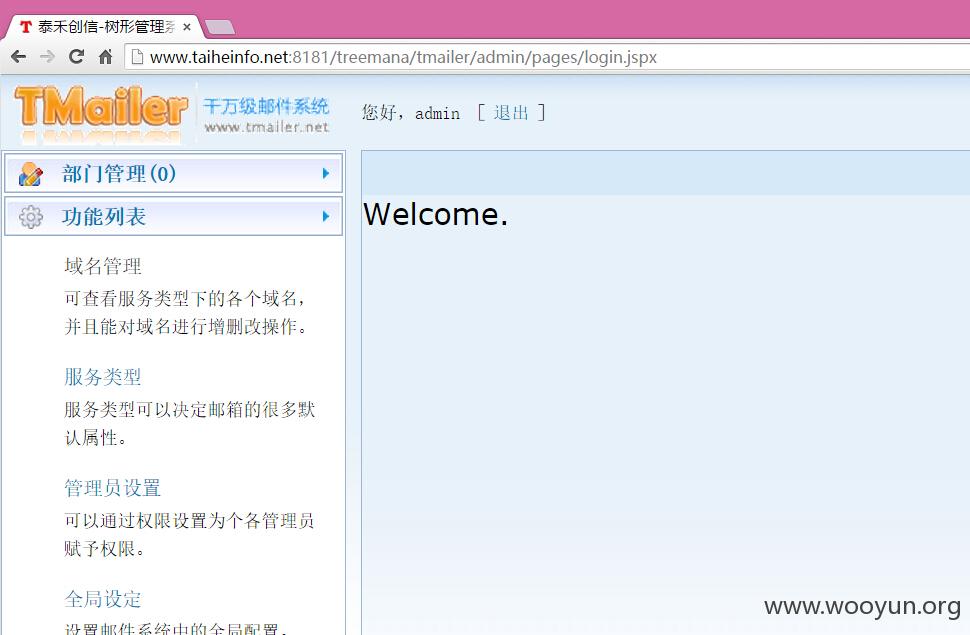 泰禾创信-树形管理系
www.taiheinfo.net:8181/treemana/tmailer/admin/pages/login.jspx
TMailer
千万级邮件系统
www.tmailer.net
您好，admin [ 退出 ]
部门管理(0)
功能列表
Welcome.
域名管理
可查看服务类型下的各个域名，
并且能对域名进行增删改操作。
服务类型
服务类型可以决定邮箱的很多默
认属性。
管理员设置
可以通过权限设置为个各管理员
赋予权限。
全局设定
设置邮件系统中的全局配置。
www.wooyun.org